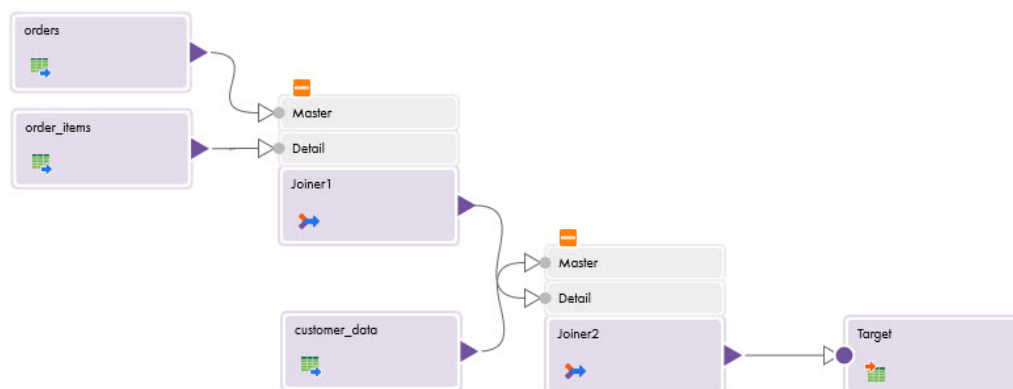 orders
order_items
Master
Detail
Joiner1
customer_data
Master
Detail
Joiner2
Target